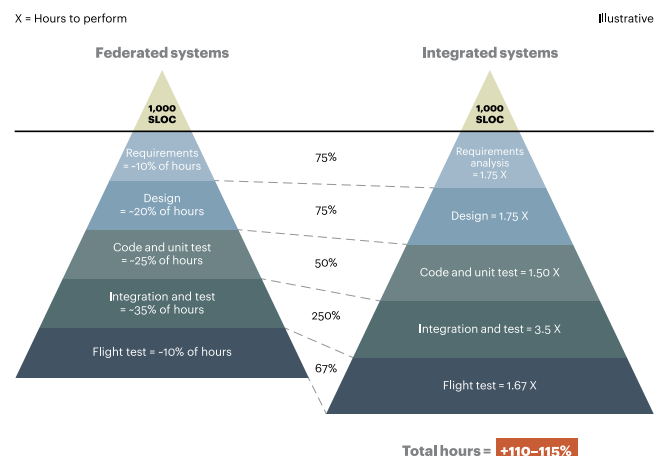 X = Hours to perform
Illustrative
Federated systems
Integrated systems
1,000
SLOC
1,000
SLOC
Requirements
= ~10% of hours
75%
Requirements
analysis
= 1.75 X
Design
= ~20% of hours
75%
Design = 1.75 X
Code and unit test
= ~25% of hours
50%
Code and unit test = 1.50 X
Integration and test
= ~35% of hours
250%
Integration and test = 3.5 X
Flight test = ~10% of hours
67%
Flight test = 1.67 X
Total hours = +110–115%